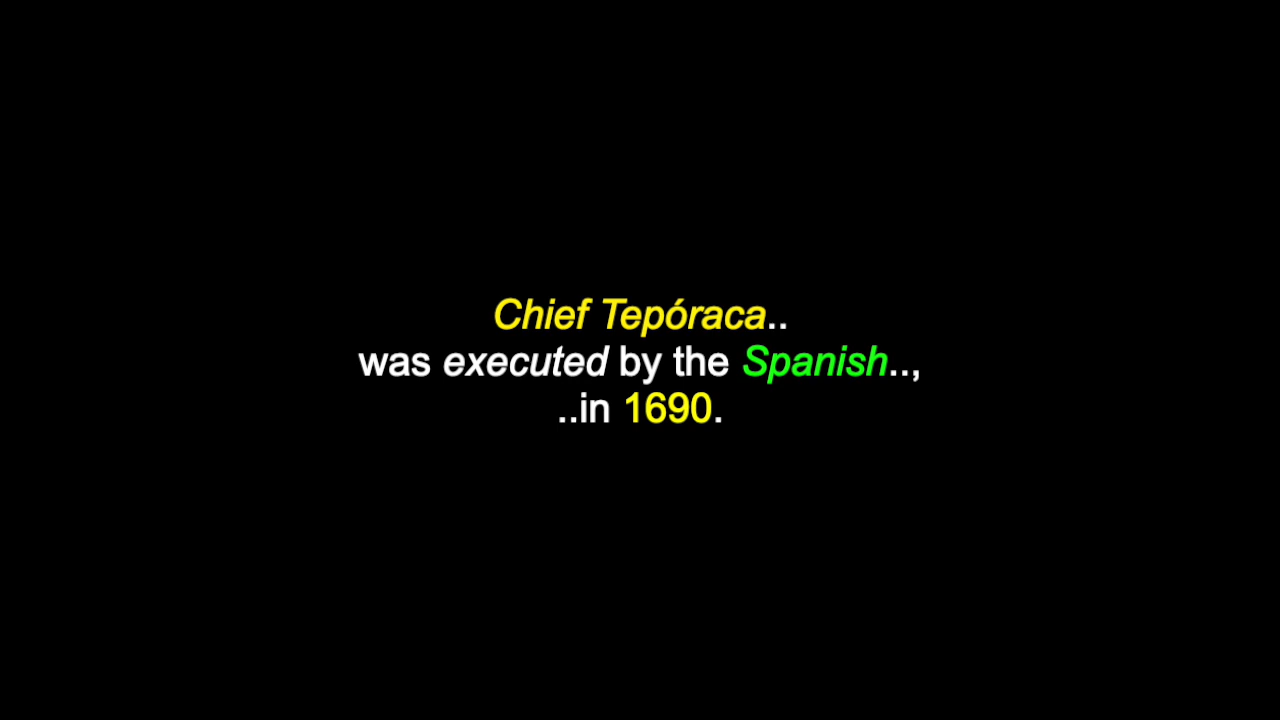 Chief Tepóraca..
was executed by the Spanish..,
..in 1690.